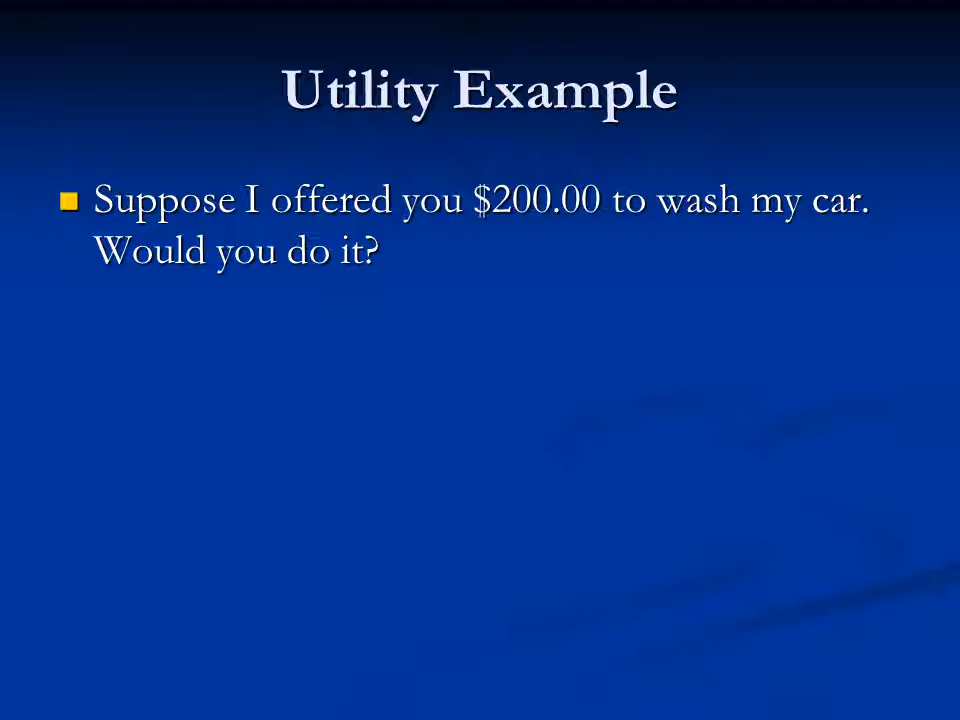 Utility Example
Suppose I offered you $200.00 to wash my car.
Would you do it?